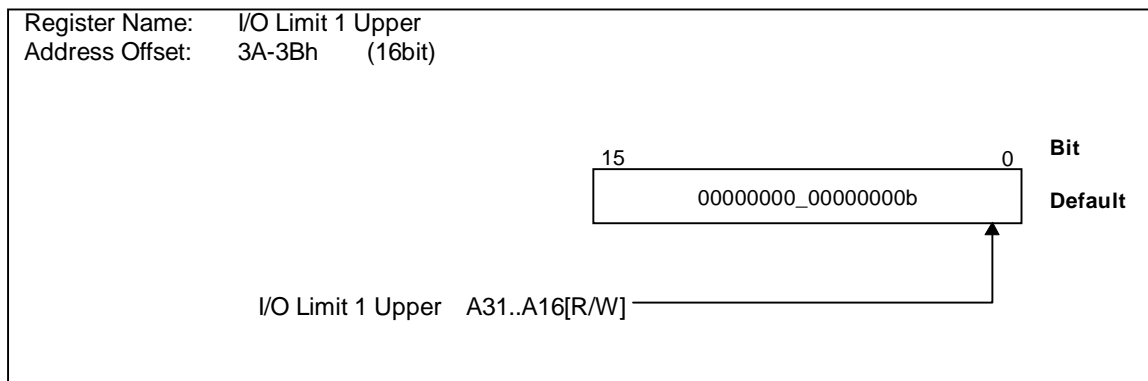 Register Name: I/O Limit 1 Upper
Address Offset: 3A-3Bh (16bit)
15 0 Bit
00000000_00000000b Default
I/O Limit 1 Upper A31..A16[R/W]